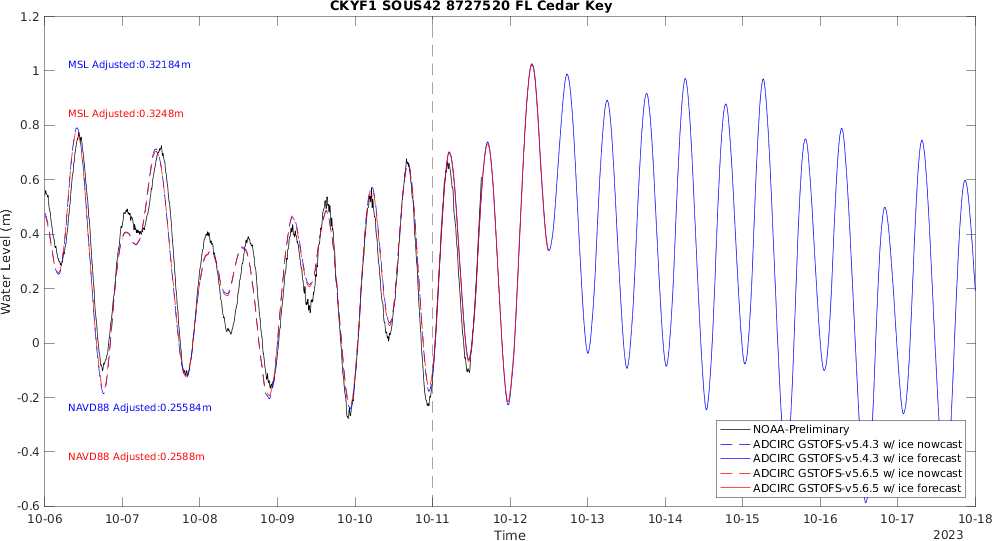 CKYF1 SOUS42 8727520 FL Cedar Key
1.2
1
0.8
0.6
0.4
0.2
0
-0.2
-0.4
-0.6
Water Level (m)
MSL Adjusted:0.32184m
MSL Adjusted:0.3248m
NAVD88 Adjusted:0.25584m
NAVD88 Adjusted:0.2588m
NOAA-Preliminary
ADCIRC GSTOFS-v5.4.3 w/ ice nowcast
ADCIRC GSTOFS-v5.4.3 w/ ice forecast
ADCIRC GSTOFS-v5.6.5 w/ ice nowcast
ADCIRC GSTOFS-v5.6.5 w/ ice forecast
10-06 10-07 10-08 10-09 10-10 10-11 10-12 10-13 10-14 10-15 10-16 10-17 10-18
Time
2023